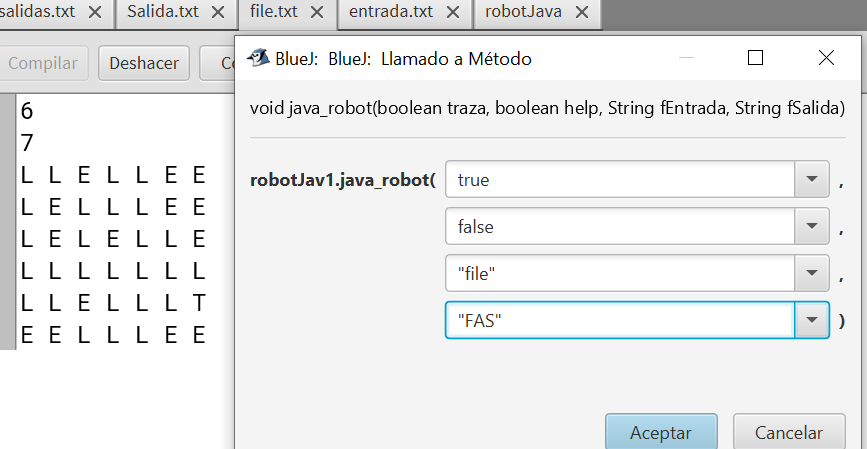 salidas.txt
Salida.txt
file.txt
entrada.txt
robotJava
Compilar
Deshacer
BlueJ: BlueJ: Llamado a Método
void java_robot(boolean traza, boolean help, String fEntrada, String fSalida)
6
7
L L E L L E E
L E L L L E E
L E L E L L E
L L L L L L L
L L E L L L T
E E L L L E E
robotJav1.java_robot( true ,
false ,
"file" ,
"FAS" )
Aceptar
Cancelar